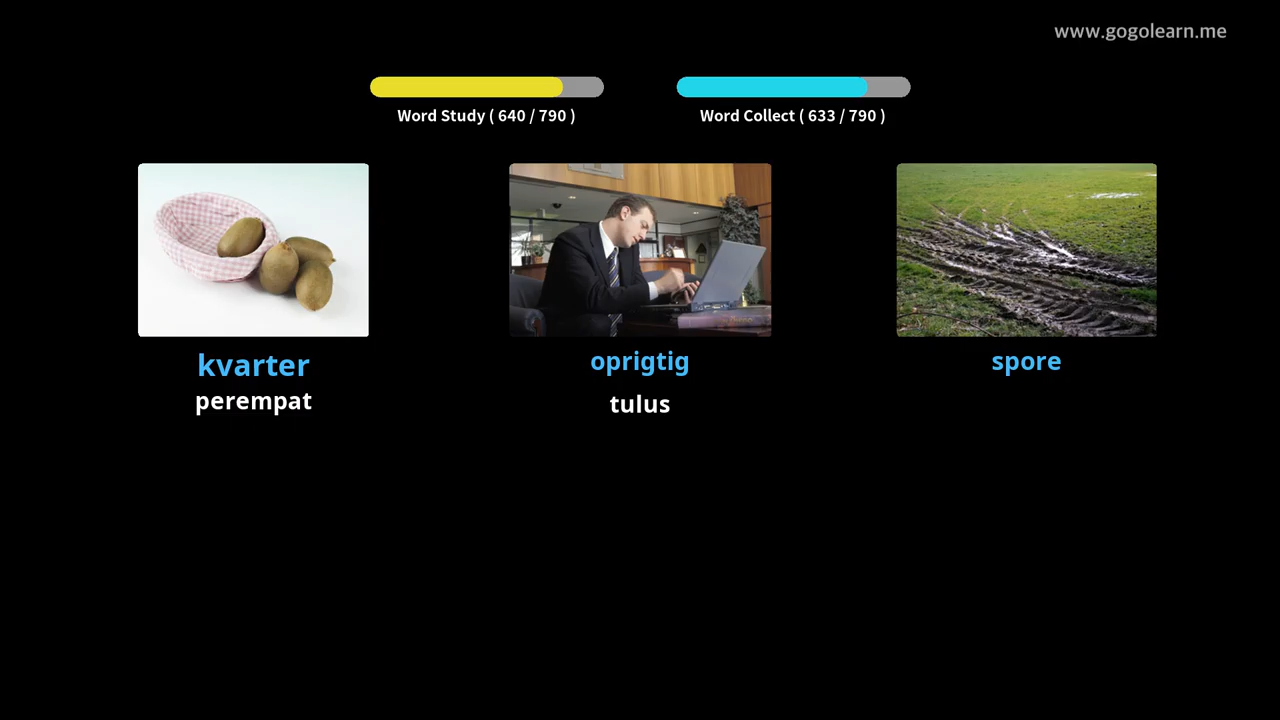 www.gogolearn.me
Word Study ( 640 / 790 )
Word Collect ( 633 / 790 )
kvarter
perempat
oprigtig
tulus
spore